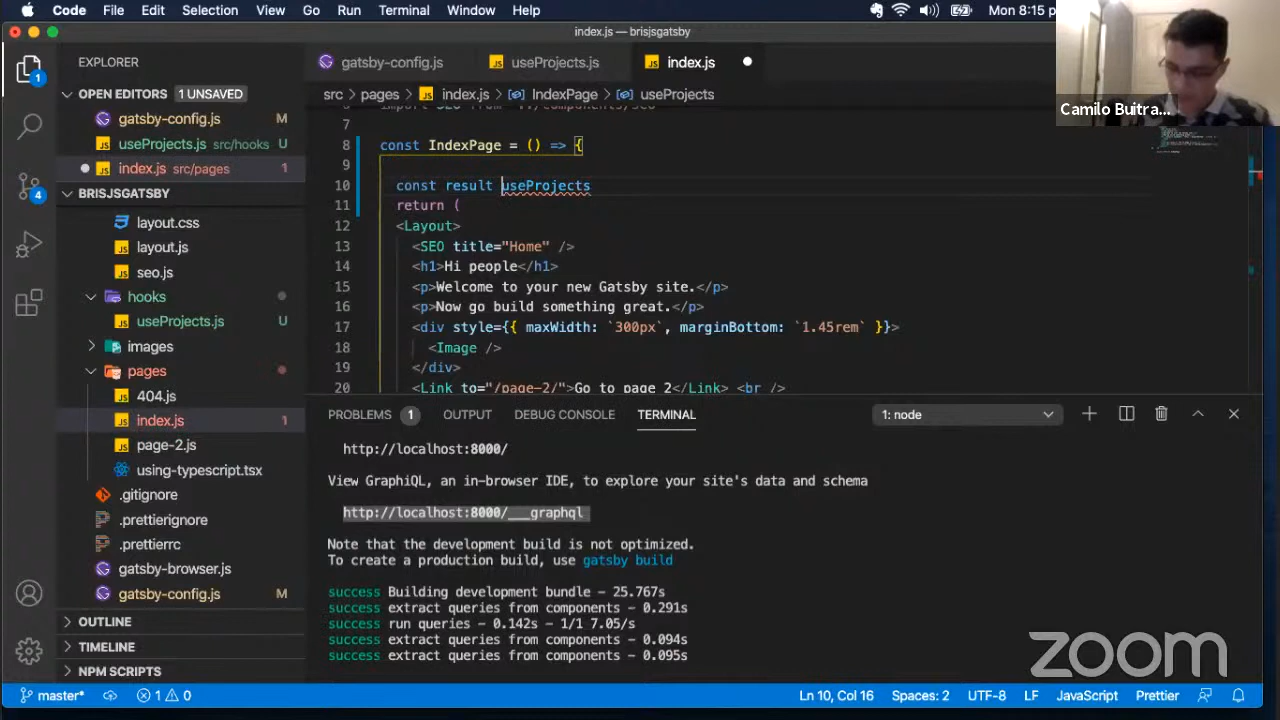 Code File Edit Selection View Go Run Terminal Window Help Mon 8:15 p
index.js — brisjsgatsby
Camilo Buitra...
EXPLORER
gatsby-config.js useProjects.js index.js
OPEN EDITORS 1 UNSAVED
gatsby-config.js M
useProjects.js src/hooks U
index.js src/pages 1
BRISJSGATSBY
layout.css
layout.js
seo.js
hooks
useProjects.js U
images
pages
404.js
index.js 1
page-2.js
using-typescript.tsx
.gitignore
.prettierignore
.prettierrc
gatsby-browser.js
gatsby-config.js M
OUTLINE
TIMELINE
NPM SCRIPTS
1
4
src > pages > index.js > IndexPage > useProjects
7
8 const IndexPage = () => {
9
10 const result useProjects
11 return (
12 <Layout>
13 <SEO title="Home" />
14 <h1>Hi people</h1>
15 <p>Welcome to your new Gatsby site.</p>
16 <p>Now go build something great.</p>
17 <div style={{ maxWidth: `300px`, marginBottom: `1.45rem` }}>
18 <Image />
19 </div>
20 <Link to="/page-2/">Go to page 2</Link> <br />
PROBLEMS 1 OUTPUT DEBUG CONSOLE TERMINAL 1: node
http://localhost:8000/
View GraphiQL, an in-browser IDE, to explore your site's data and schema
http://localhost:8000/___graphql
Note that the development build is not optimized.
To create a production build, use gatsby build
success Building development bundle – 25.767s
success extract queries from components – 0.291s
success run queries – 0.142s – 1/1 7.05/s
success extract queries from components – 0.094s
success extract queries from components – 0.095s
zoom
master* 1 0 Ln 10, Col 16 Spaces: 2 UTF-8 LF JavaScript Prettier